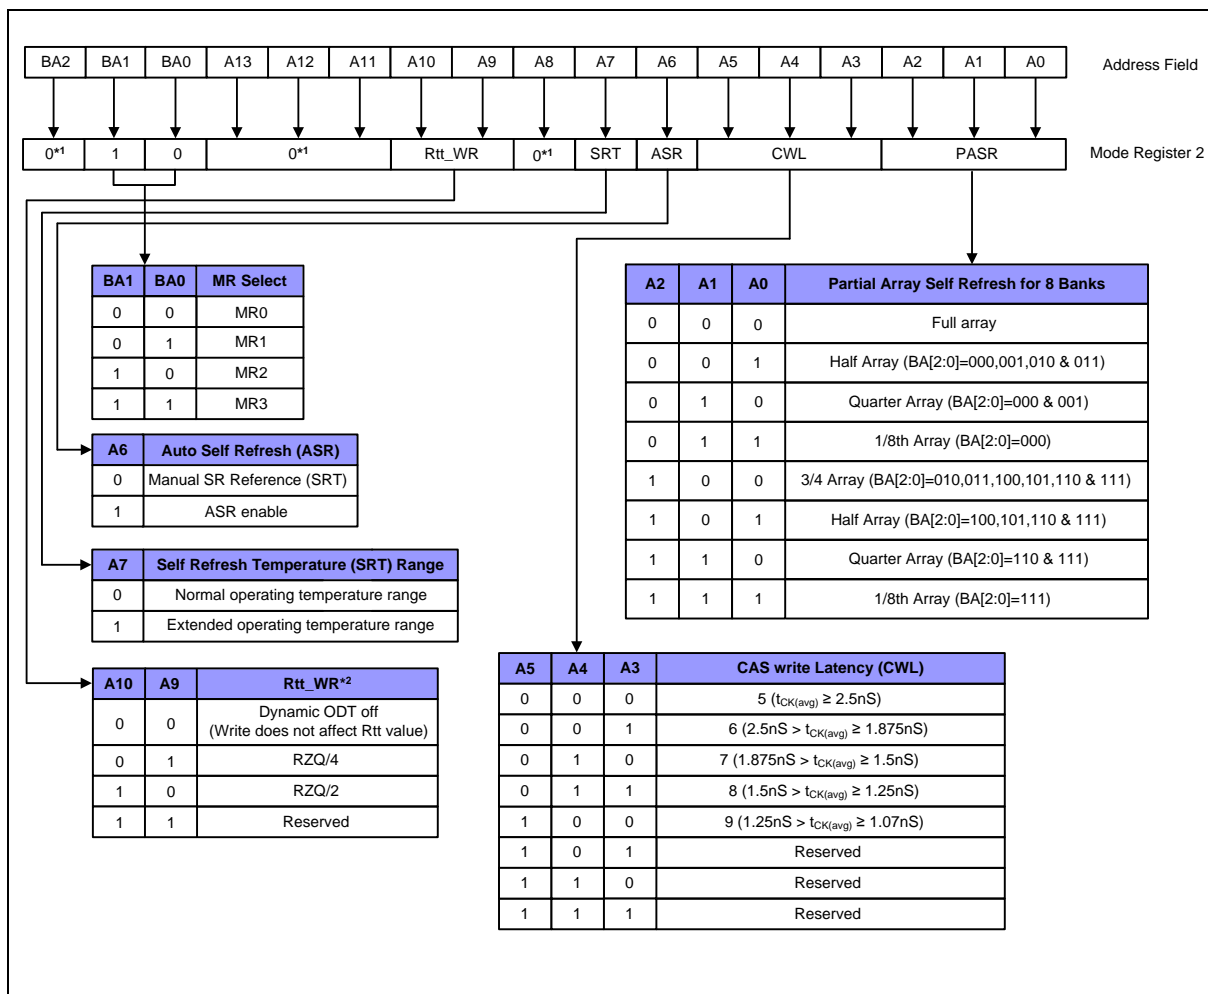 BA2 BA1 BA0 A13 A12 A11 A10 A9 A8 A7 A6 A5 A4 A3 A2 A1 A0 Address Field
0*1 1 0 0*1 Rtt_WR 0*1 SRT ASR CWL PASR Mode Register 2
BA1 BA0 MR Select
0 0 MR0
0 1 MR1
1 0 MR2
1 1 MR3
A6 Auto Self Refresh (ASR)
0 Manual SR Reference (SRT)
1 ASR enable
A7 Self Refresh Temperature (SRT) Range
0 Normal operating temperature range
1 Extended operating temperature range
A10 A9 Rtt_WR*2
0 0 Dynamic ODT off
(Write does not affect Rtt value)
0 1 RZQ/4
1 0 RZQ/2
1 1 Reserved
A2 A1 A0 Partial Array Self Refresh for 8 Banks
0 0 0 Full array
0 0 1 Half Array (BA[2:0]=000,001,010 & 011)
0 1 0 Quarter Array (BA[2:0]=000 & 001)
0 1 1 1/8th Array (BA[2:0]=000)
1 0 0 3/4 Array (BA[2:0]=010,011,100,101,110 & 111)
1 0 1 Half Array (BA[2:0]=100,101,110 & 111)
1 1 0 Quarter Array (BA[2:0]=110 & 111)
1 1 1 1/8th Array (BA[2:0]=111)
A5 A4 A3 CAS write Latency (CWL)
0 0 0 5 (tCK(avg) ≥ 2.5nS)
0 0 1 6 (2.5nS > tCK(avg) ≥ 1.875nS)
0 1 0 7 (1.875nS > tCK(avg) ≥ 1.5nS)
0 1 1 8 (1.5nS > tCK(avg) ≥ 1.25nS)
1 0 0 9 (1.25nS > tCK(avg) ≥ 1.07nS)
1 0 1 Reserved
1 1 0 Reserved
1 1 1 Reserved